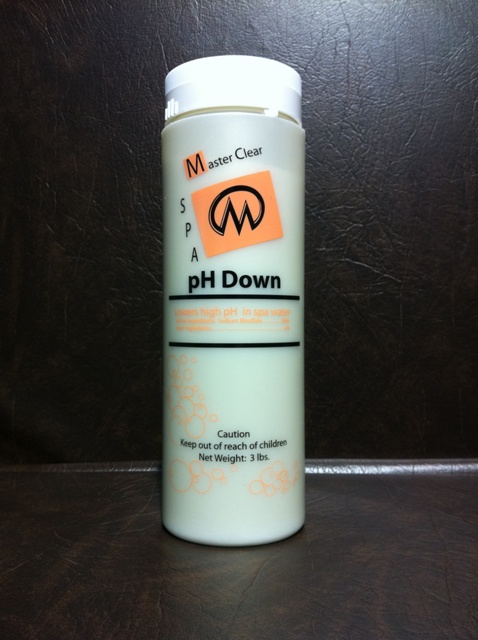 Master Clear
SPA
M
pH Down
Lowers high pH in spa water
Caution
Keep out of reach of children
Net Weight: 3 lbs.